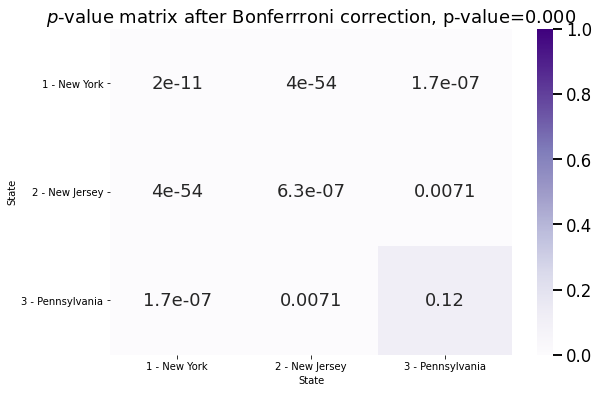 p-value matrix after Bonferrroni correction, p-value=0.000
1.0
1 - New York 2e-11 4e-54 1.7e-07
0.8
0.6
State 2 - New Jersey 4e-54 6.3e-07 0.0071
0.4
0.2
3 - Pennsylvania 1.7e-07 0.0071 0.12
0.0
1 - New York 2 - New Jersey 3 - Pennsylvania
State